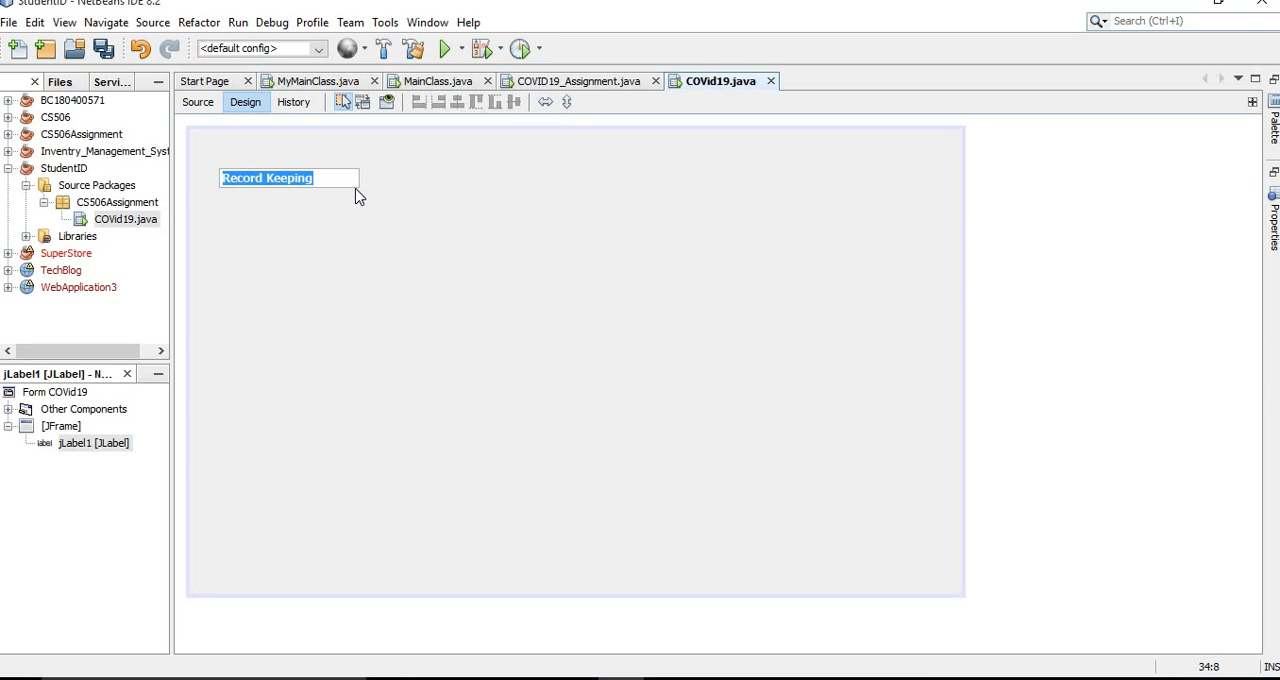 StudentID - NetBeans IDE 8.2
File Edit View Navigate Source Refactor Run Debug Profile Team Tools Window Help
Search (Ctrl+I)
<default config>
Files Servi...
Start Page MyMainClass.java MainClass.java COVID19_Assignment.java COVid19.java
Source Design History
BC180400571
CS506
CS506Assignment
Inventry_Management_Syst
StudentID
Source Packages
CS506Assignment
COVid19.java
Libraries
SuperStore
TechBlog
WebApplication3
Record Keeping
Palette
Properties
jLabel1 [JLabel] - N...
Form COVid19
Other Components
[JFrame]
label jLabel1 [JLabel]
34:8 INS